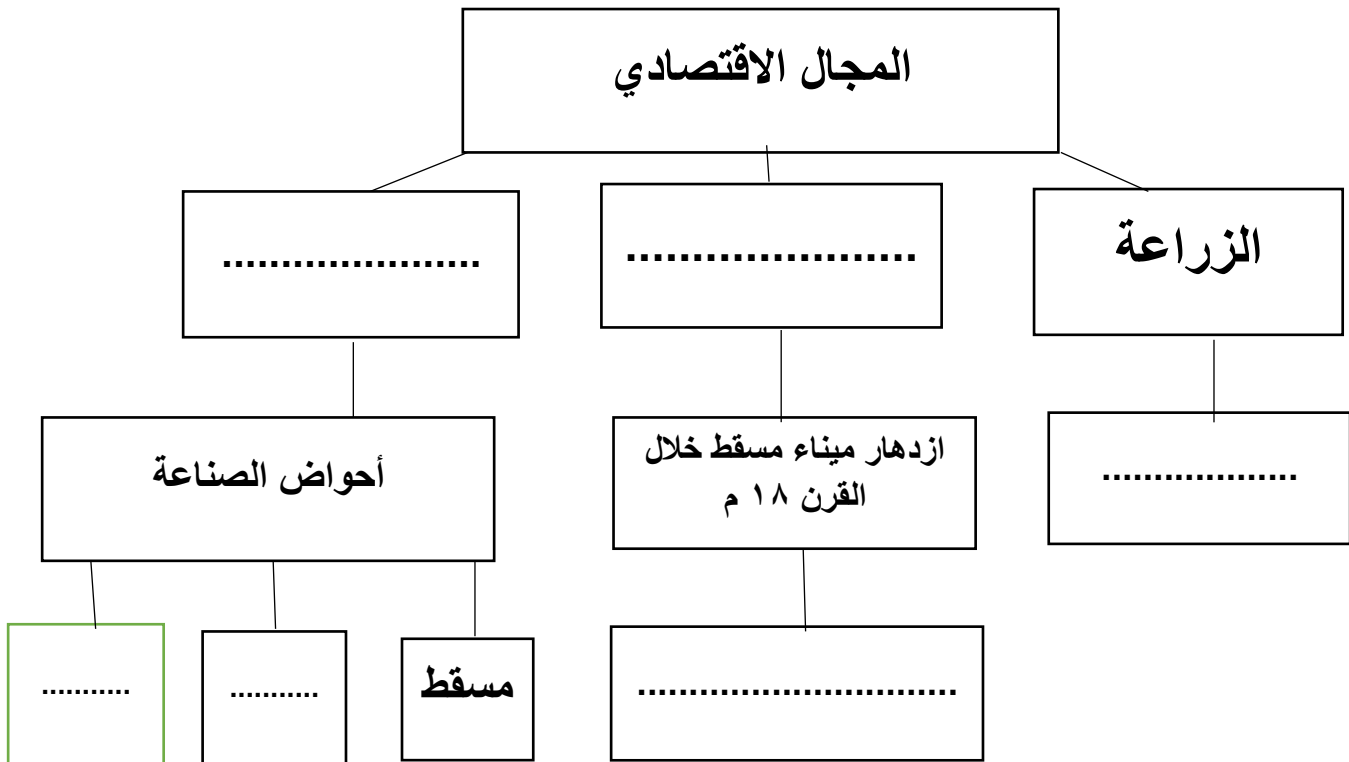 المجال الاقتصادي
الزراعة
......................
......................
...................
ازدهار ميناء مسقط خلال
القرن ١٨ م
أحواض الصناعة
...............................
مسقط
...........
...........